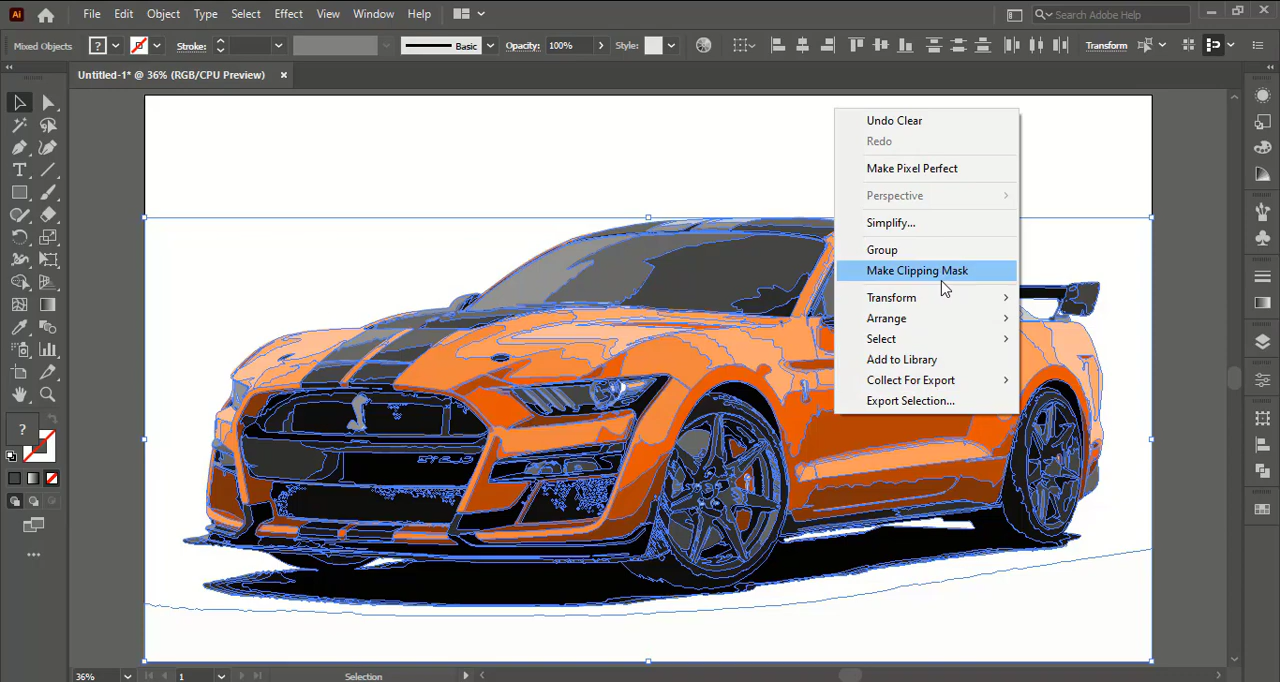 Ai File Edit Object Type Select Effect View Window Help Search Adobe Help
Mixed Objects ? Stroke: Basic Opacity: 100% Style: Transform
Untitled-1* @ 36% (RGB/CPU Preview)
Undo Clear
Redo
Make Pixel Perfect
Perspective
Simplify...
Group
Make Clipping Mask
Transform
Arrange
Select
Add to Library
Collect For Export
Export Selection...
T
?
36% 1 Selection